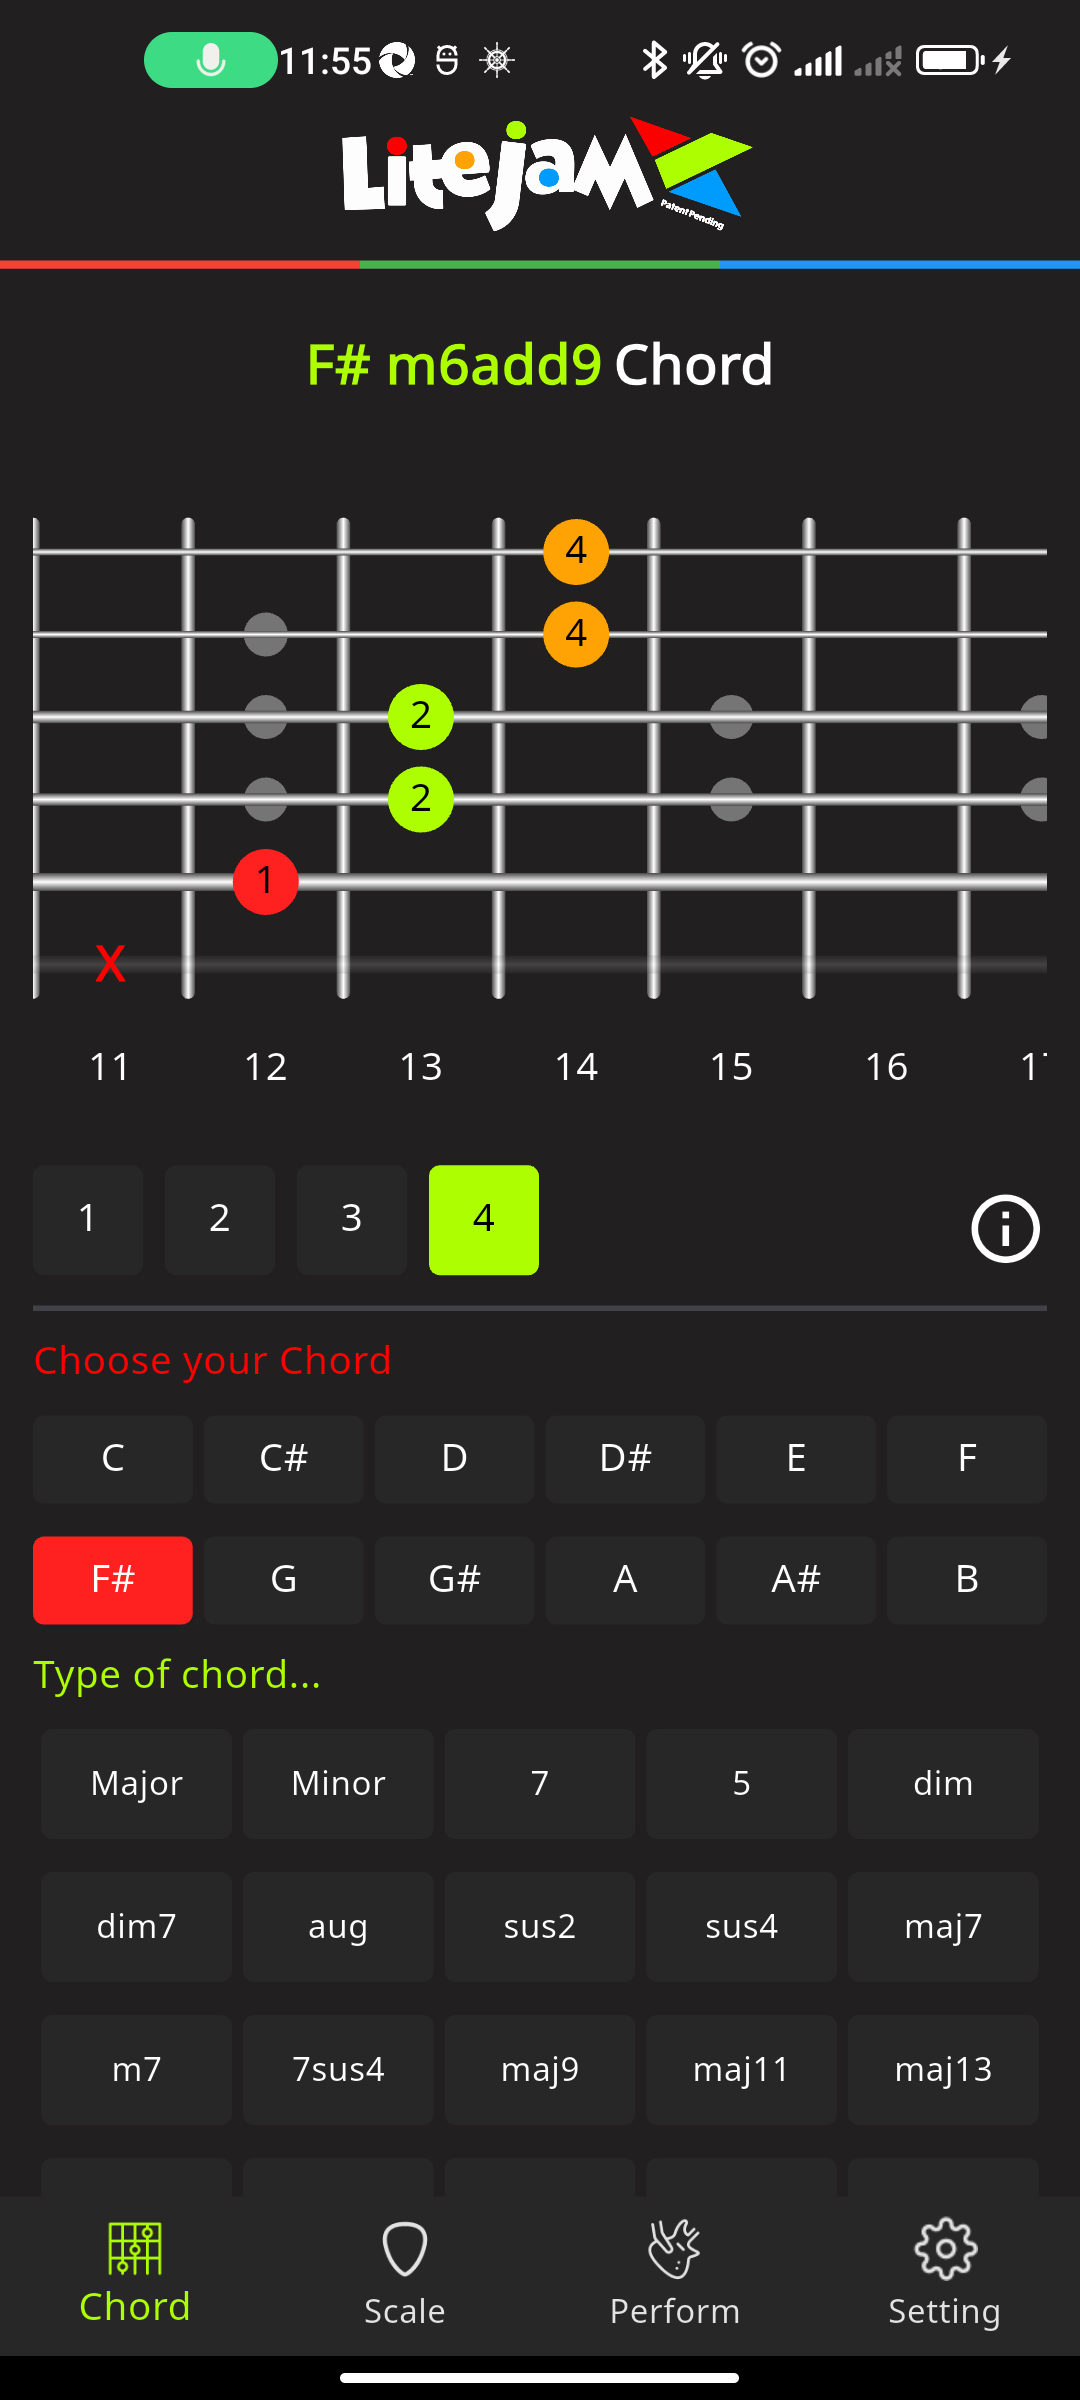 11:55
Litejam
Patent Pending
F# m6add9 Chord
4
4
2
2
1
X
11 12 13 14 15 16
1 2 3 4
Choose your Chord
C C# D D# E F
F# G G# A A# B
Type of chord...
Major Minor 7 5 dim
dim7 aug sus2 sus4 maj7
m7 7sus4 maj9 maj11 maj13
Chord Scale Perform Setting